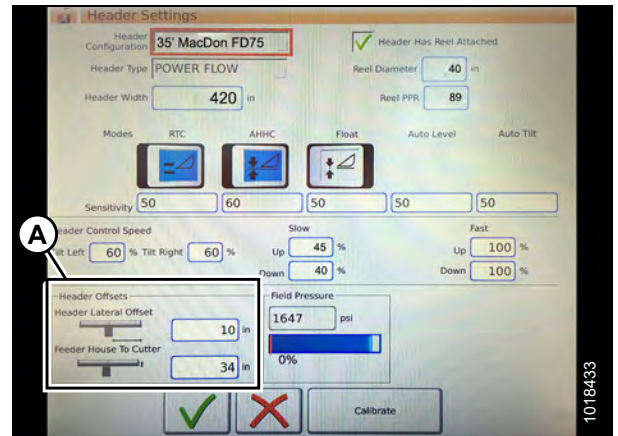 Header Settings
Header Configuration 35' MacDon FD75 Header Has Reel Attached
Header Type POWER FLOW Reel Diameter 40 in
Header Width 420 in Reel PPR 89
Modes RTC AHHC Float Auto Level Auto Tilt
Sensitivity 50 60 50 50 50
A
eader Control Speed Slow Fast
Tilt Left 60 % Tilt Right 60 % Up 45 % Up 100 %
Down 40 % Down 100 %
Header Offsets Field Pressure
Header Lateral Offset 1647 psi
10 in
Feeder House To Cutter 0%
34 in
Calibrate
1018433